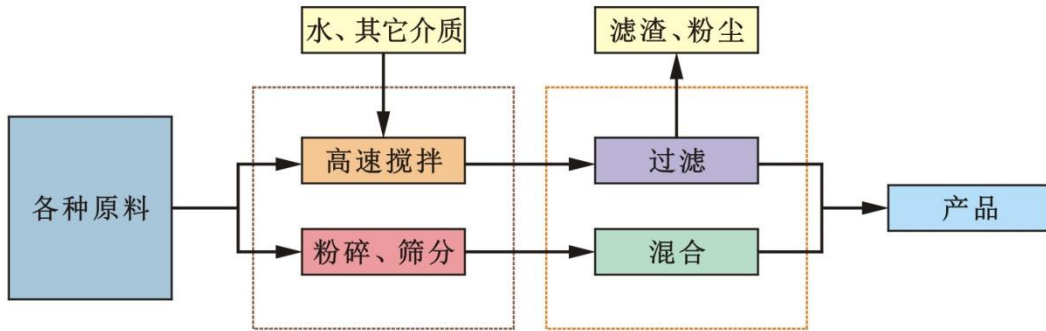 水、其它介质
滤渣、粉尘
各种原料
高速搅拌
过滤
产品
粉碎、筛分
混合